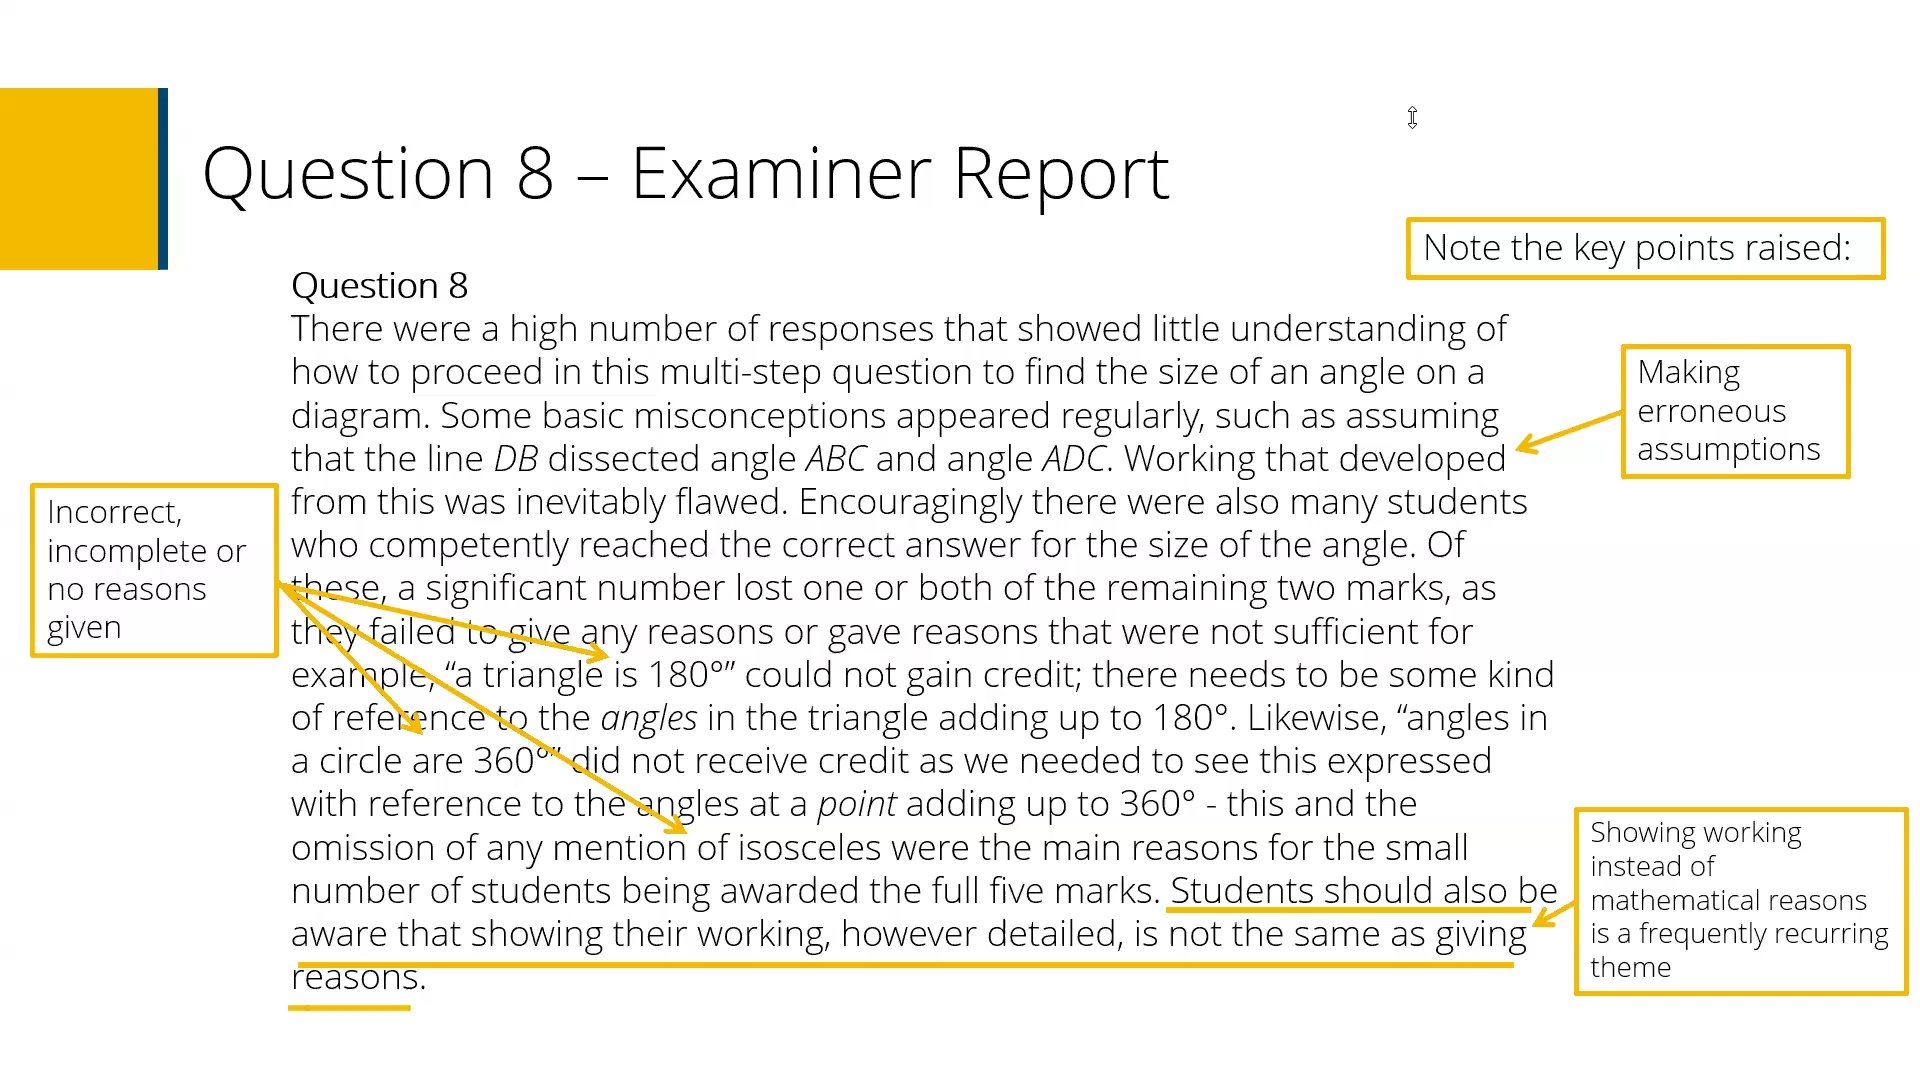 Question 8 – Examiner Report
Note the key points raised:
Question 8
There were a high number of responses that showed little understanding of
how to proceed in this multi-step question to find the size of an angle on a
diagram. Some basic misconceptions appeared regularly, such as assuming
that the line DB dissected angle ABC and angle ADC. Working that developed
from this was inevitably flawed. Encouragingly there were also many students
who competently reached the correct answer for the size of the angle. Of
these, a significant number lost one or both of the remaining two marks, as
they failed to give any reasons or gave reasons that were not sufficient for
example, “a triangle is 180°” could not gain credit; there needs to be some kind
of reference to the angles in the triangle adding up to 180°. Likewise, “angles in
a circle are 360°” did not receive credit as we needed to see this expressed
with reference to the angles at a point adding up to 360° - this and the
omission of any mention of isosceles were the main reasons for the small
number of students being awarded the full five marks. Students should also be
aware that showing their working, however detailed, is not the same as giving
reasons.
Making
erroneous
assumptions
Incorrect,
incomplete or
no reasons
given
Showing working
instead of
mathematical reasons
is a frequently recurring
theme